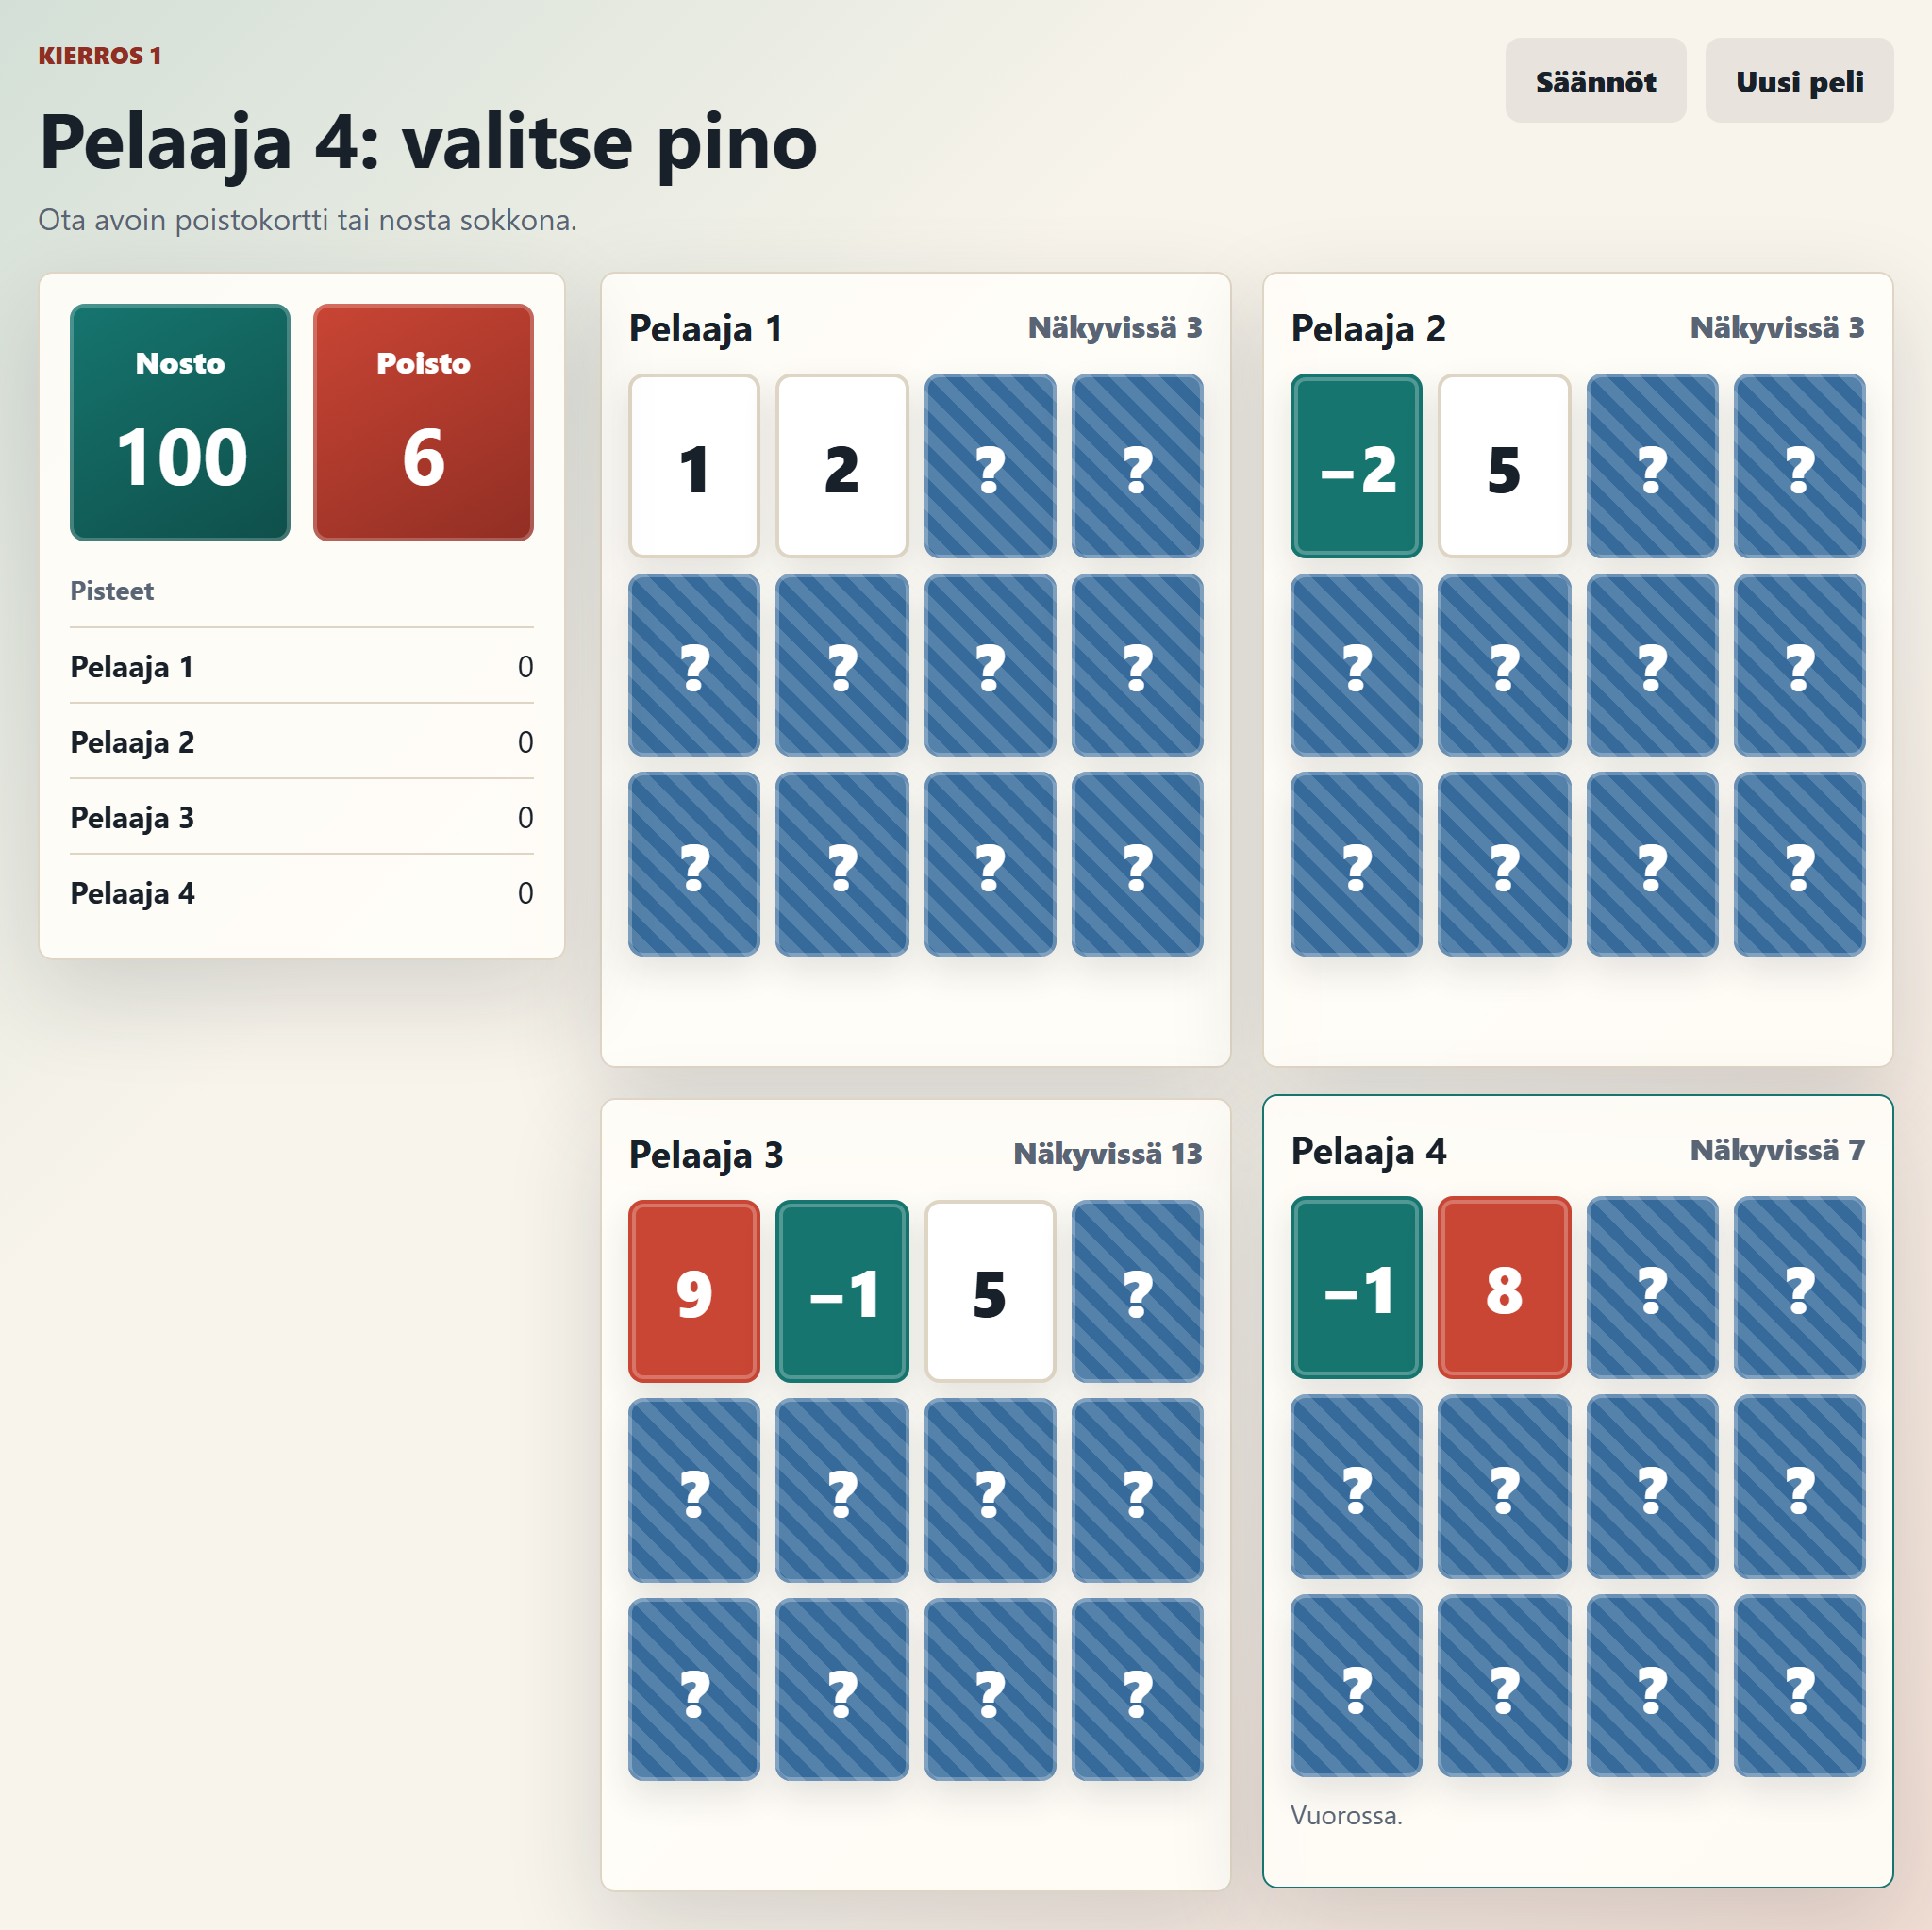 KIERROS 1
Pelaaja 4: valitse pino
Ota avoin poistokortti tai nosta sokkona.
Säännöt
Uusi peli
Nosto
100
Poisto
6
Pisteet
Pelaaja 1 0
Pelaaja 2 0
Pelaaja 3 0
Pelaaja 4 0
Pelaaja 1 Näkyvissä 3
1 2 ? ?
? ? ? ?
? ? ? ?
Pelaaja 2 Näkyvissä 3
−2 5 ? ?
? ? ? ?
? ? ? ?
Pelaaja 3 Näkyvissä 13
9 −1 5 ?
? ? ? ?
? ? ? ?
Pelaaja 4 Näkyvissä 7
−1 8 ? ?
? ? ? ?
? ? ? ?
Vuorossa.